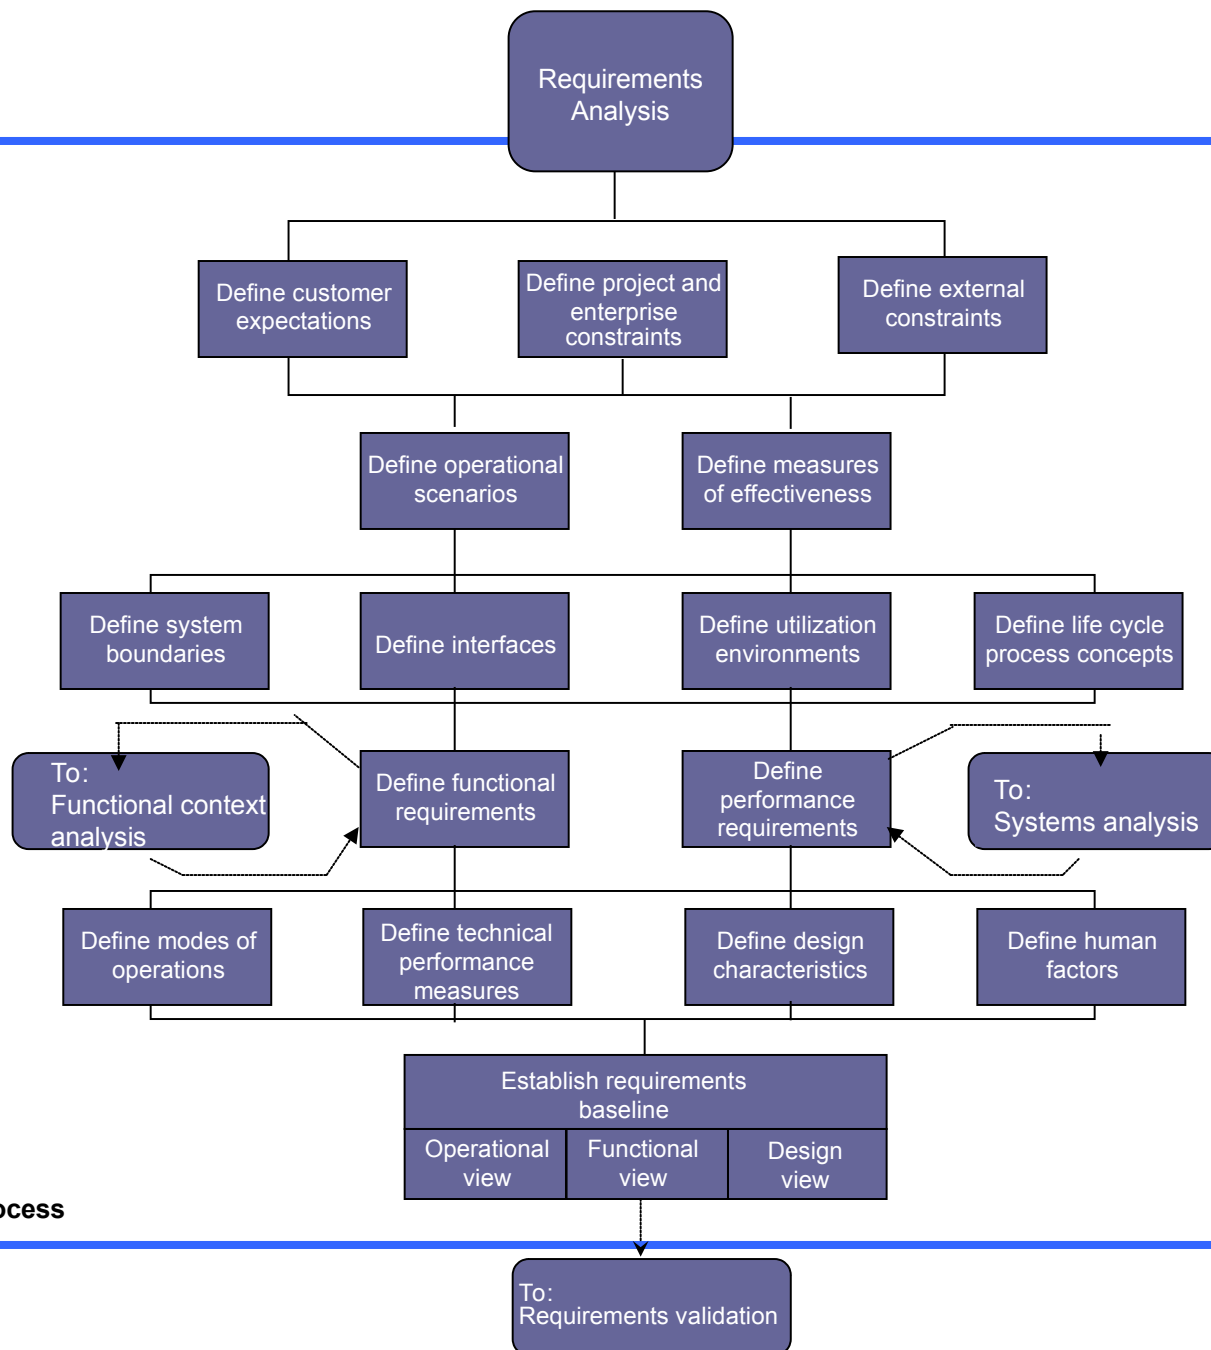 Requirements
Analysis
Define customer
expectations
Define project and
enterprise
constraints
Define external
constraints
Define operational
scenarios
Define measures
of effectiveness
Define system
boundaries
Define interfaces
Define utilization
environments
Define life cycle
process concepts
To:
Functional context
analysis
Define functional
requirements
Define
performance
requirements
To:
Systems analysis
Define modes of
operations
Define technical
performance
measures
Define design
characteristics
Define human
factors
Establish requirements
baseline
Operational
view
Functional
view
Design
view
ocess
To:
Requirements validation